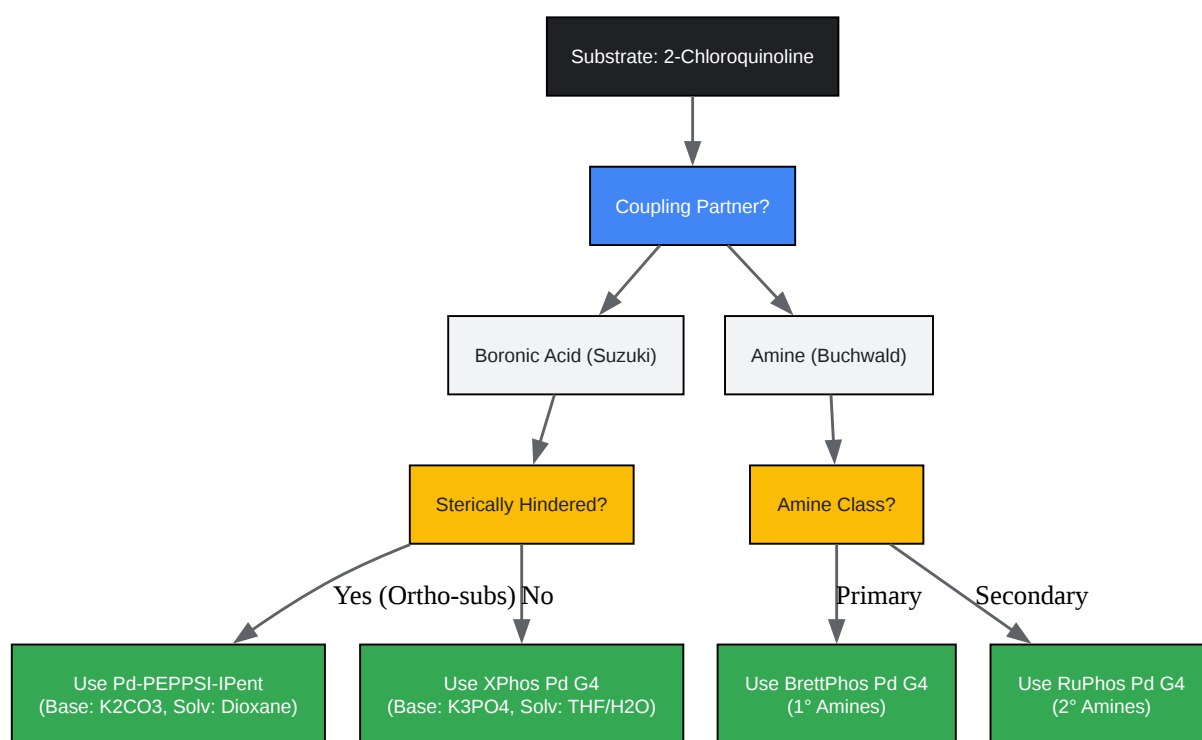 Substrate: 2-Chloroquinoline
Coupling Partner?
Boronic Acid (Suzuki)
Amine (Buchwald)
Sterically Hindered?
Amine Class?
Yes (Ortho-subs)
No
Primary
Secondary
Use Pd-PEPPSI-IPent
(Base: K2CO3, Solv: Dioxane)
Use XPhos Pd G4
(Base: K3PO4, Solv: THF/H2O)
Use BrettPhos Pd G4
(1° Amines)
Use RuPhos Pd G4
(2° Amines)